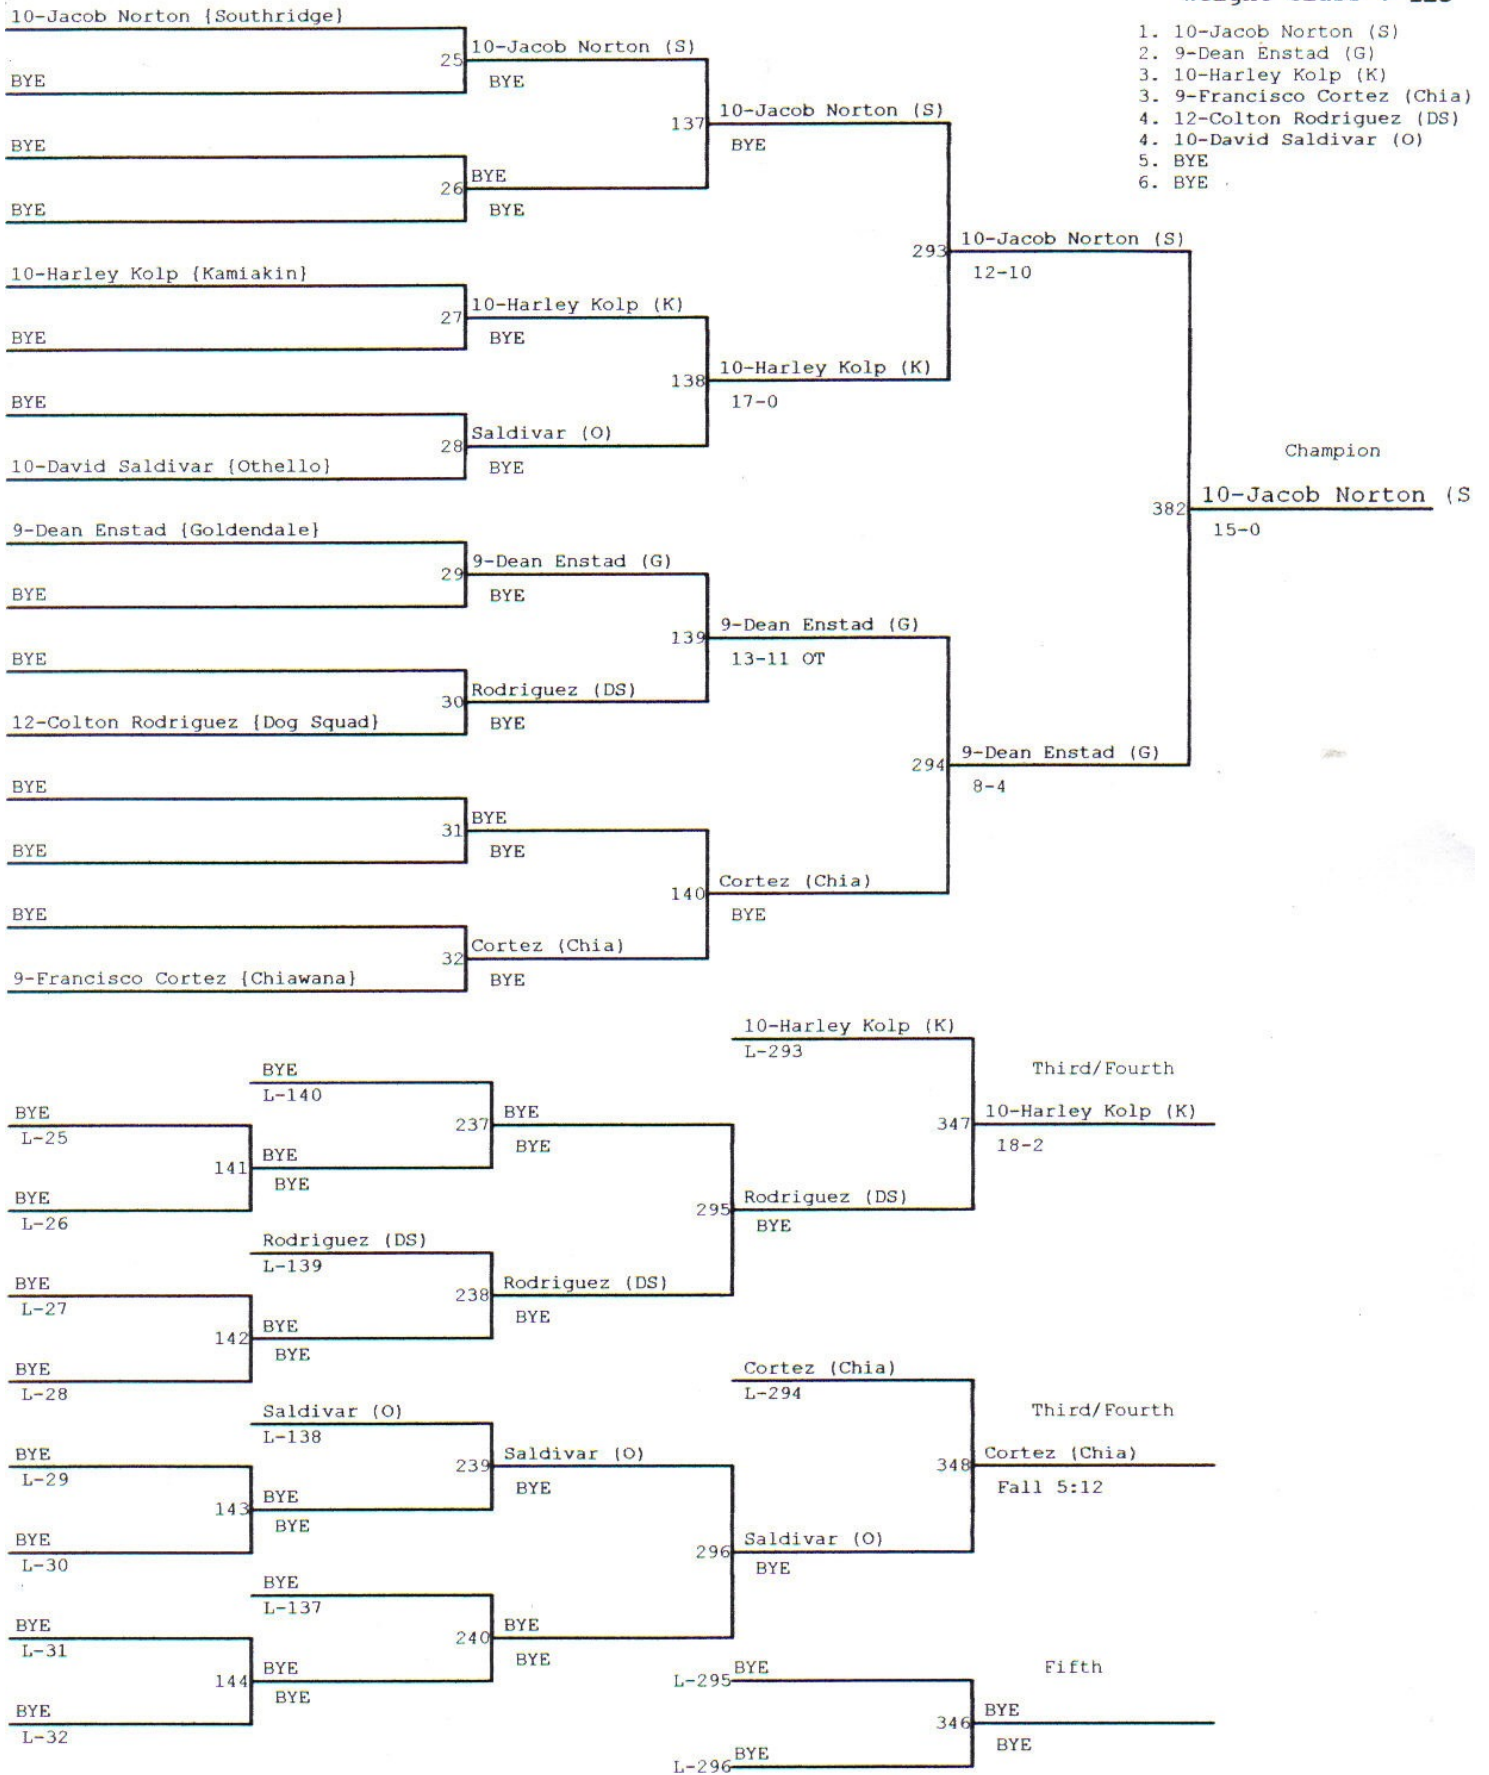 10-Jacob Norton {Southridge}
BYE
BYE
BYE
10-Harley Kolp {Kamiakin}
BYE
BYE
10-David Saldivar {Othello}
9-Dean Enstad {Goldendale}
BYE
BYE
12-Colton Rodriguez {Dog Squad}
BYE
BYE
BYE
9-Francisco Cortez {Chiawana}
25
10-Jacob Norton (S)
BYE
26
BYE
BYE
27
10-Harley Kolp (K)
BYE
28
Saldivar (O)
BYE
29
9-Dean Enstad (G)
BYE
30
Rodriguez (DS)
BYE
31
BYE
BYE
32
Cortez (Chia)
BYE
137
10-Jacob Norton (S)
BYE
138
10-Harley Kolp (K)
17-0
139
9-Dean Enstad (G)
13-11 OT
140
Cortez (Chia)
BYE
293
10-Jacob Norton (S)
12-10
294
9-Dean Enstad (G)
8-4
Champion
382
10-Jacob Norton (S
15-0
1. 10-Jacob Norton (S)
2. 9-Dean Enstad (G)
3. 10-Harley Kolp (K)
3. 9-Francisco Cortez (Chia)
4. 12-Colton Rodriguez (DS)
4. 10-David Saldivar (O)
5. BYE
6. BYE
BYE
L-25
BYE
L-26
BYE
L-27
BYE
L-28
BYE
L-29
BYE
L-30
BYE
L-31
BYE
L-32
BYE
L-140
141
BYE
BYE
Rodriguez (DS)
L-139
142
BYE
BYE
Saldivar (O)
L-138
143
BYE
BYE
BYE
L-137
144
BYE
BYE
237
BYE
BYE
238
Rodriguez (DS)
BYE
239
Saldivar (O)
BYE
240
BYE
BYE
10-Harley Kolp (K)
L-293
295
Rodriguez (DS)
BYE
Cortez (Chia)
L-294
296
Saldivar (O)
BYE
L-295
BYE
L-296
BYE
Third/Fourth
347
10-Harley Kolp (K)
18-2
Third/Fourth
348
Cortez (Chia)
Fall 5:12
Fifth
346
BYE
BYE